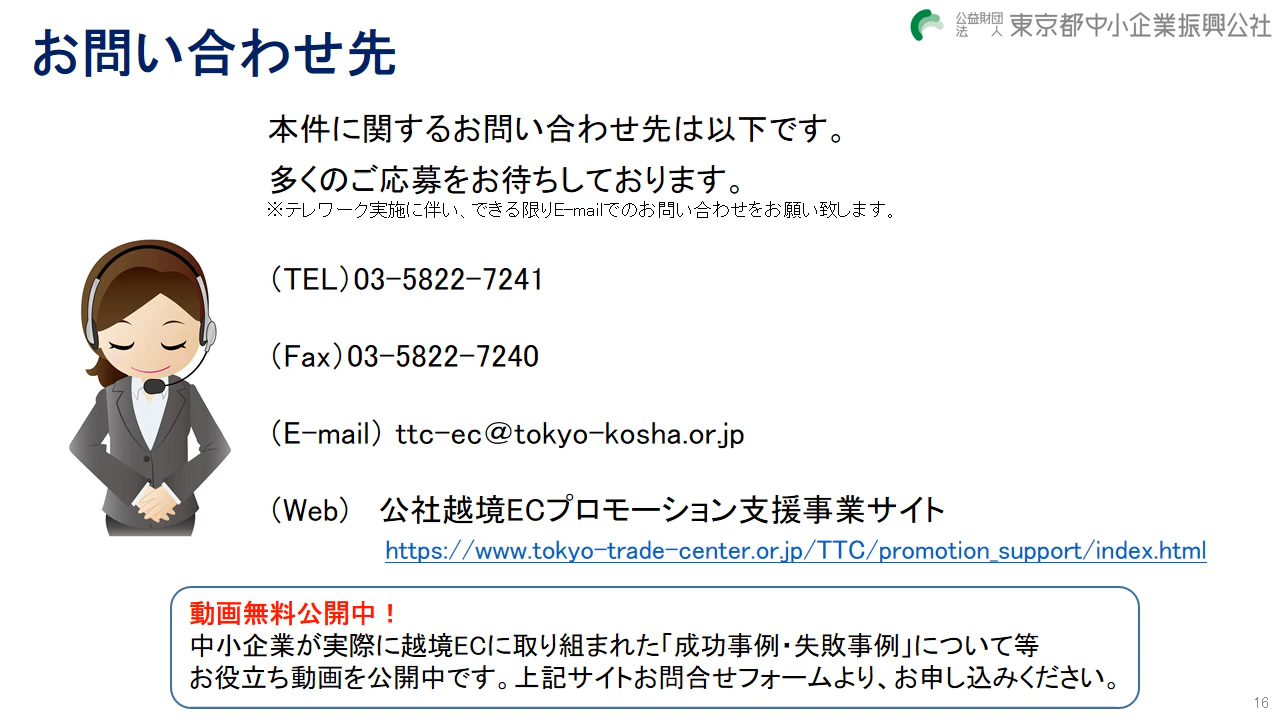 お問い合わせ先
公益財団法人 東京都中小企業振興公社
本件に関するお問い合わせ先は以下です。
多くのご応募をお待ちしております。
※テレワーク実施に伴い、できる限りE-mailでのお問い合わせをお願い致します。
（TEL）03-5822-7241
（Fax）03-5822-7240
（E-mail） ttc-ec＠tokyo-kosha.or.jp
（Web）　公社越境ECプロモーション支援事業サイト
https://www.tokyo-trade-center.or.jp/TTC/promotion_support/index.html
動画無料公開中！
中小企業が実際に越境ECに取り組まれた「成功事例・失敗事例」について等
お役立ち動画を公開中です。上記サイトお問合せフォームより、お申し込みください。
16